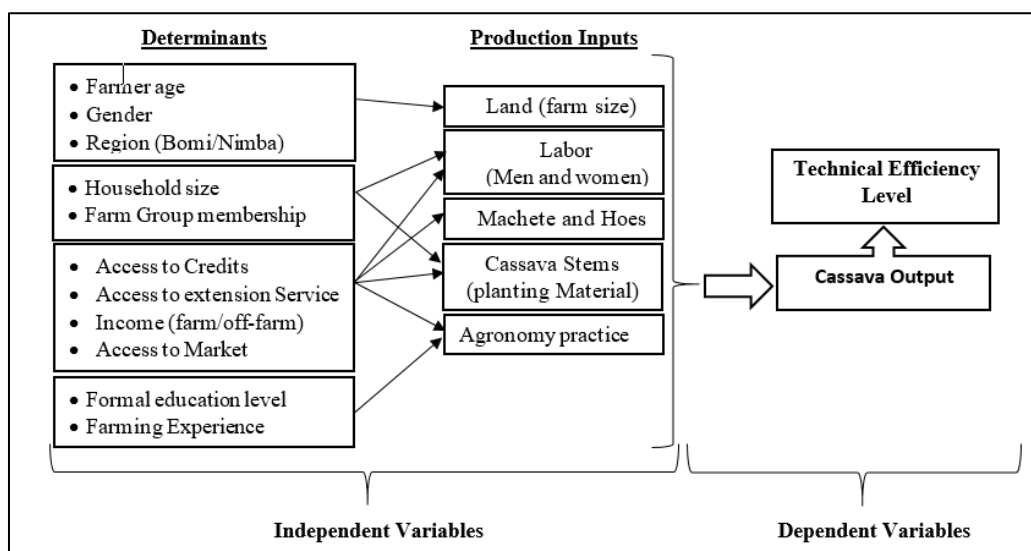 Determinants
• Farmer age
• Gender
• Region (Bomi/Nimba)
• Household size
• Farm Group membership
• Access to Credits
• Access to extension Service
• Income (farm/off-farm)
• Access to Market
• Formal education level
• Farming Experience
Production Inputs
Land (farm size)
Labor
(Men and women)
Machete and Hoes
Cassava Stems
(planting Material)
Agronomy practice
Technical Efficiency
Level
Cassava Output
Independent Variables
Dependent Variables